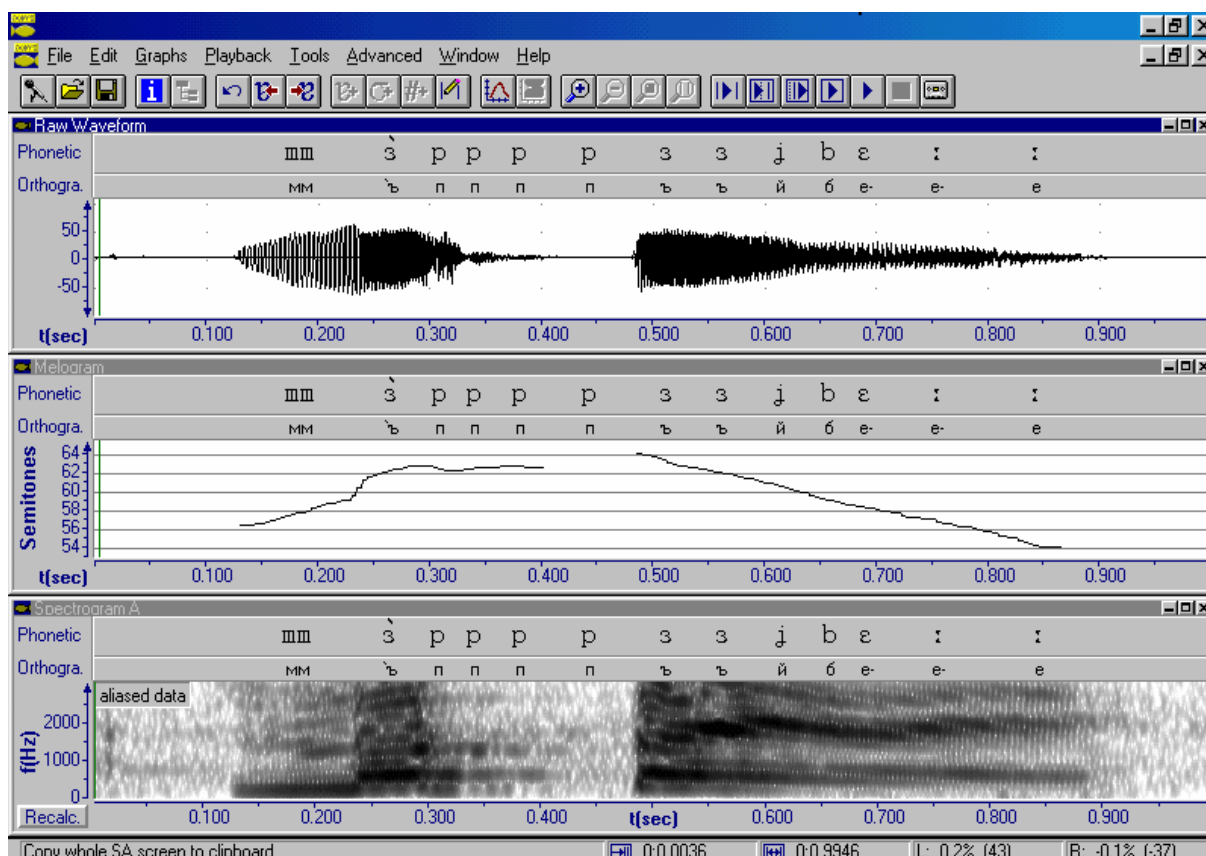 File Edit Graphs Playback Tools Advanced Window Help
Raw Waveform
Phonetic mm ɜ̀ p p p p ɜ ɜ ʝ b ɛ ː ː
Orthogra. мм `ъ п п п п ъ ъ й б е- е- е
50
0
-50
t(sec) 0.100 0.200 0.300 0.400 0.500 0.600 0.700 0.800 0.900
Melogram
Phonetic mm ɜ̀ p p p p ɜ ɜ ʝ b ɛ ː ː
Orthogra. мм `ъ п п п п ъ ъ й б е- е- е
Semitones
64
62
60
58
56
54
t(sec) 0.100 0.200 0.300 0.400 0.500 0.600 0.700 0.800 0.900
Spectrogram A
Phonetic mm ɜ̀ p p p p ɜ ɜ ʝ b ɛ ː ː
Orthogra. мм `ъ п п п п ъ ъ й б е- е- е
aliased data
f(Hz)
2000
1000
0
Recalc. 0.100 0.200 0.300 0.400 t(sec) 0.600 0.700 0.800 0.900
Copy whole SA screen to clipboard 0:0.0036 0:0.9946 L: 0.2% (43) R: -0.1% (-37)